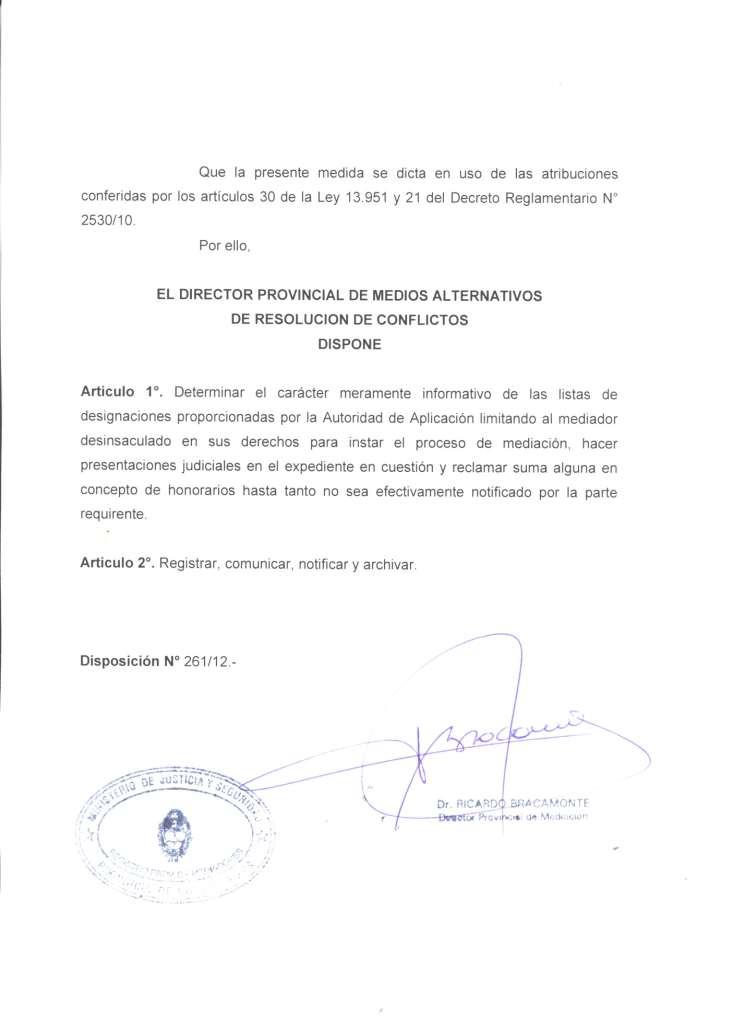 Que la presente medida se dicta en uso de las atribuciones
conferidas por los artículos 30 de la Ley 13.951 y 21 del Decreto Reglamentario N°
2530/10.
Por ello,
EL DIRECTOR PROVINCIAL DE MEDIOS ALTERNATIVOS
DE RESOLUCION DE CONFLICTOS
DISPONE
Articulo 1°. Determinar el carácter meramente informativo de las listas de
designaciones proporcionadas por la Autoridad de Aplicación limitando al mediador
desinsaculado en sus derechos para instar el proceso de mediación, hacer
presentaciones judiciales en el expediente en cuestión y reclamar suma alguna en
concepto de honorarios hasta tanto no sea efectivamente notificado por la parte
requirente.
Articulo 2°. Registrar, comunicar, notificar y archivar.
Disposición N° 261/12.-
Dr. RICARDO BRACAMONTE
Director Provincial de Mediación
MINISTERIO DE JUSTICIA Y SEGURIDAD